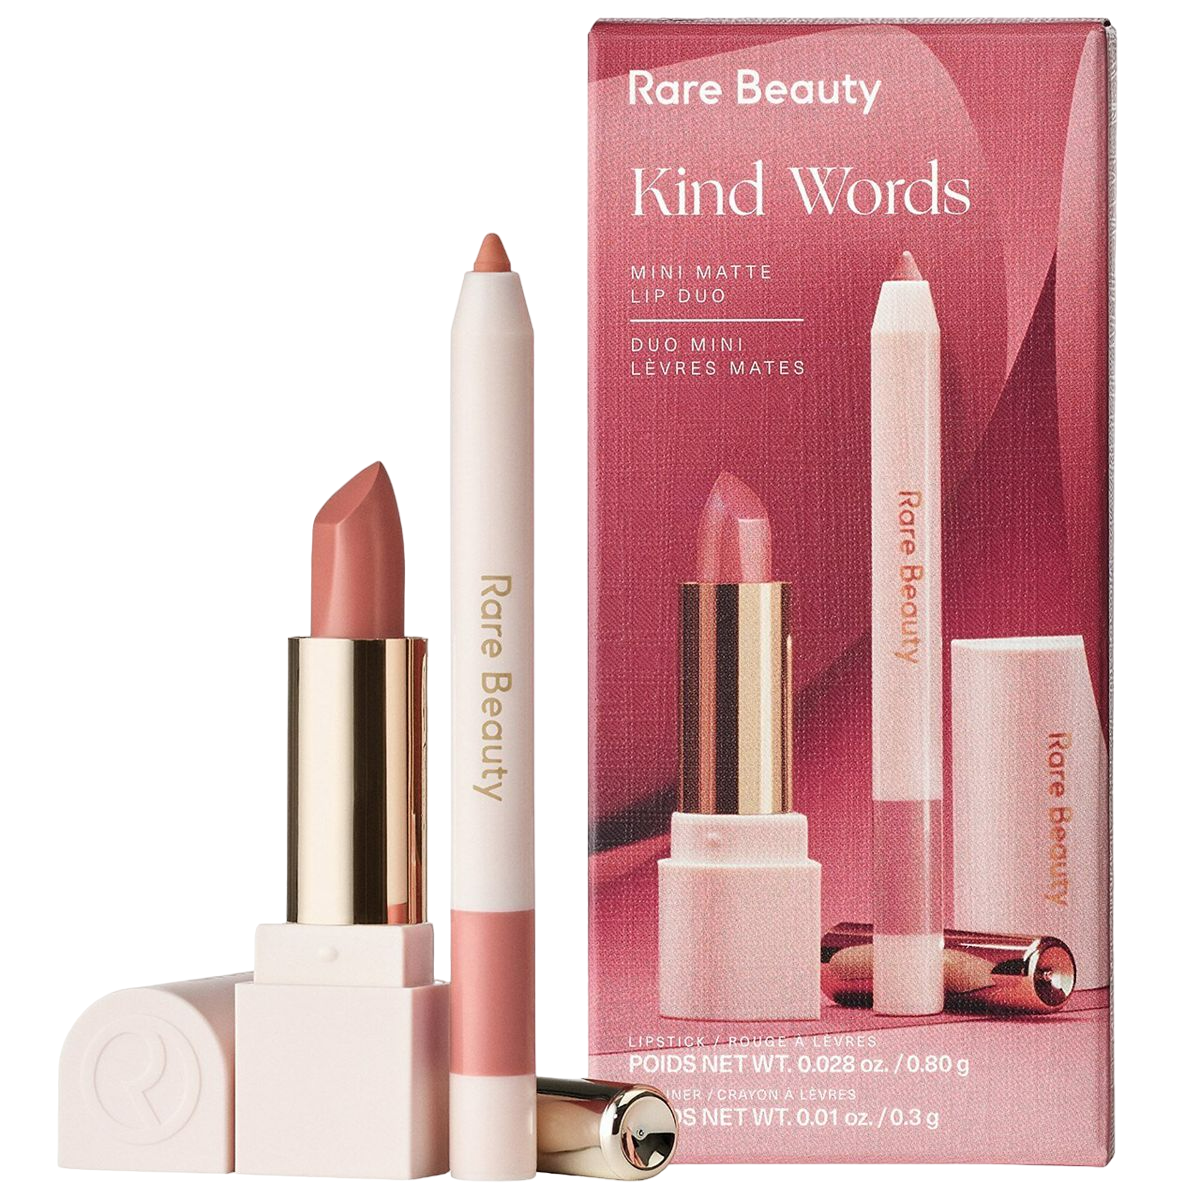 Rare Beauty
Kind Words
MINI MATTE
LIP DUO
DUO MINI
LÈVRES MATES
Rare Beauty
Rare Beauty
Rare Beauty
LIPSTICK / ROUGE À LÈVRES
POIDS NET WT. 0.028 oz. / 0.80 g
/ CRAYON À LÈVRES
NET WT. 0.01 oz. / 0.3 g
R